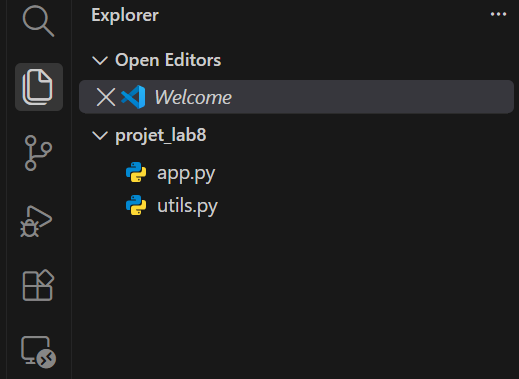 Explorer
Open Editors
Welcome
projet_lab8
app.py
utils.py